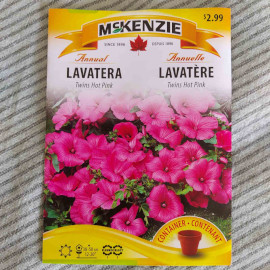 $2.99
McKENZIE
SINCE 1896 DEPUIS 1896
Annual Annuelle
LAVATERA LAVATÈRE
Twins Hot Pink Twins Hot Pink
CONTAINER • CONTENANT